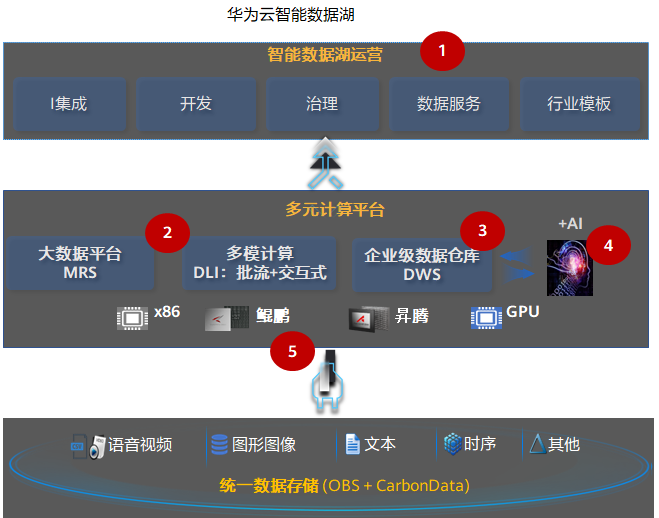 华为云智能数据湖
智能数据湖运营
1
I集成
开发
治理
数据服务
行业模板
多元计算平台
+AI
2
3
4
大数据平台
MRS
多模计算
DLI：批流+交互式
企业级数据仓库
DWS
x86
鲲鹏
昇腾
GPU
5
语音视频
图形图像
文本
时序
其他
统一数据存储 (OBS + CarbonData)